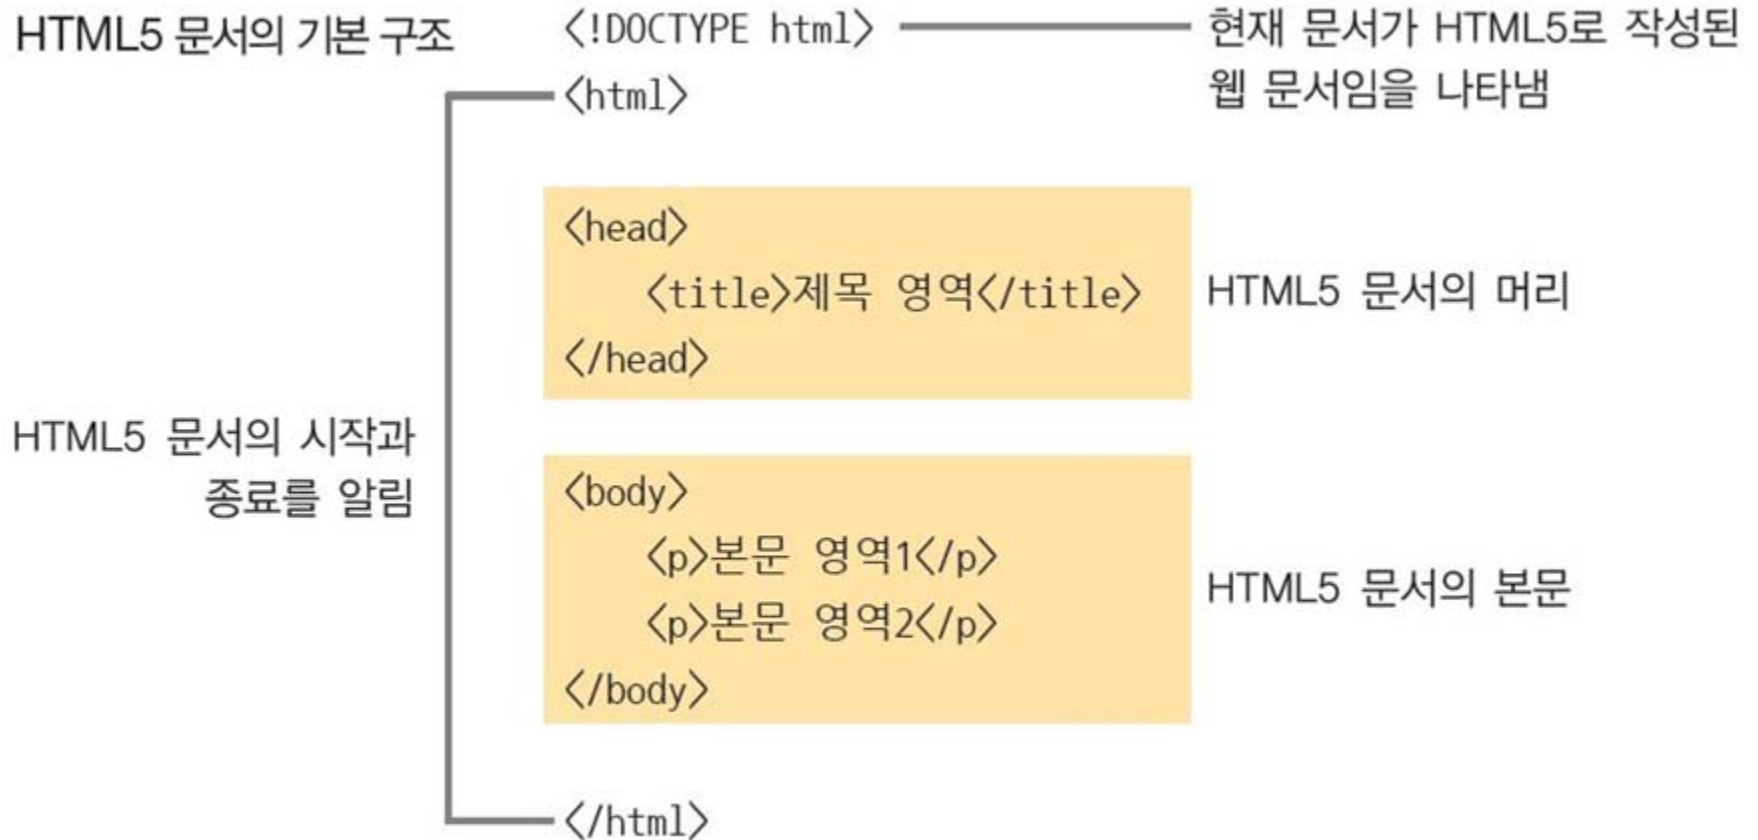 HTML5 문서의 기본 구조
<!DOCTYPE html>
현재 문서가 HTML5로 작성된
웹 문서임을 나타냄
<html>
<head>
<title>제목 영역</title>
</head>
HTML5 문서의 머리
HTML5 문서의 시작과
종료를 알림
<body>
<p>본문 영역1</p>
<p>본문 영역2</p>
</body>
HTML5 문서의 본문
</html>